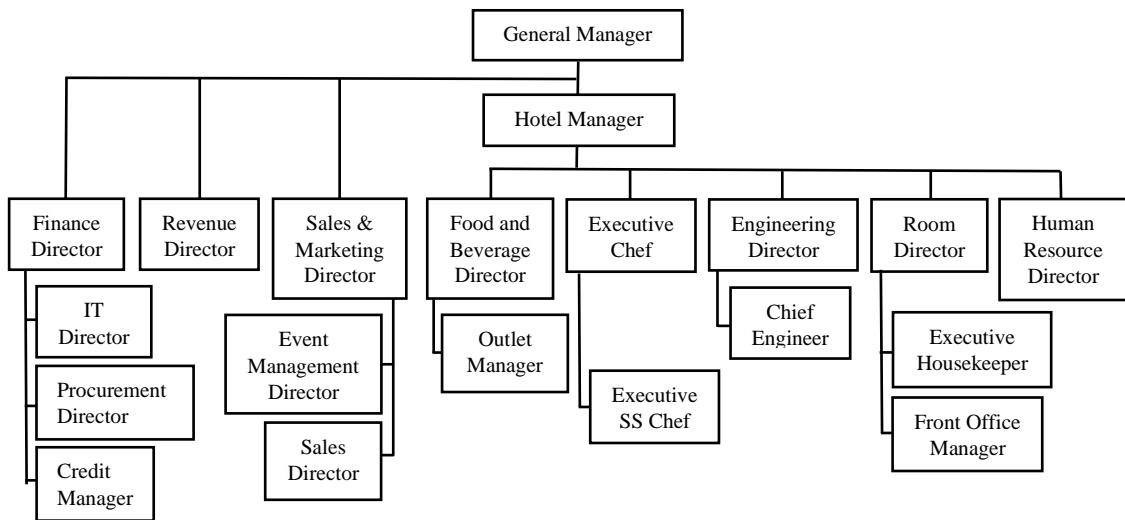 General Manager
Hotel Manager
Finance
Director
Revenue
Director
Sales &
Marketing
Director
Food and
Beverage
Director
Executive
Chef
Engineering
Director
Room
Director
Human
Resource
Director
IT
Director
Procurement
Director
Credit
Manager
Event
Management
Director
Sales
Director
Outlet
Manager
Executive
SS Chef
Chief
Engineer
Executive
Housekeeper
Front Office
Manager